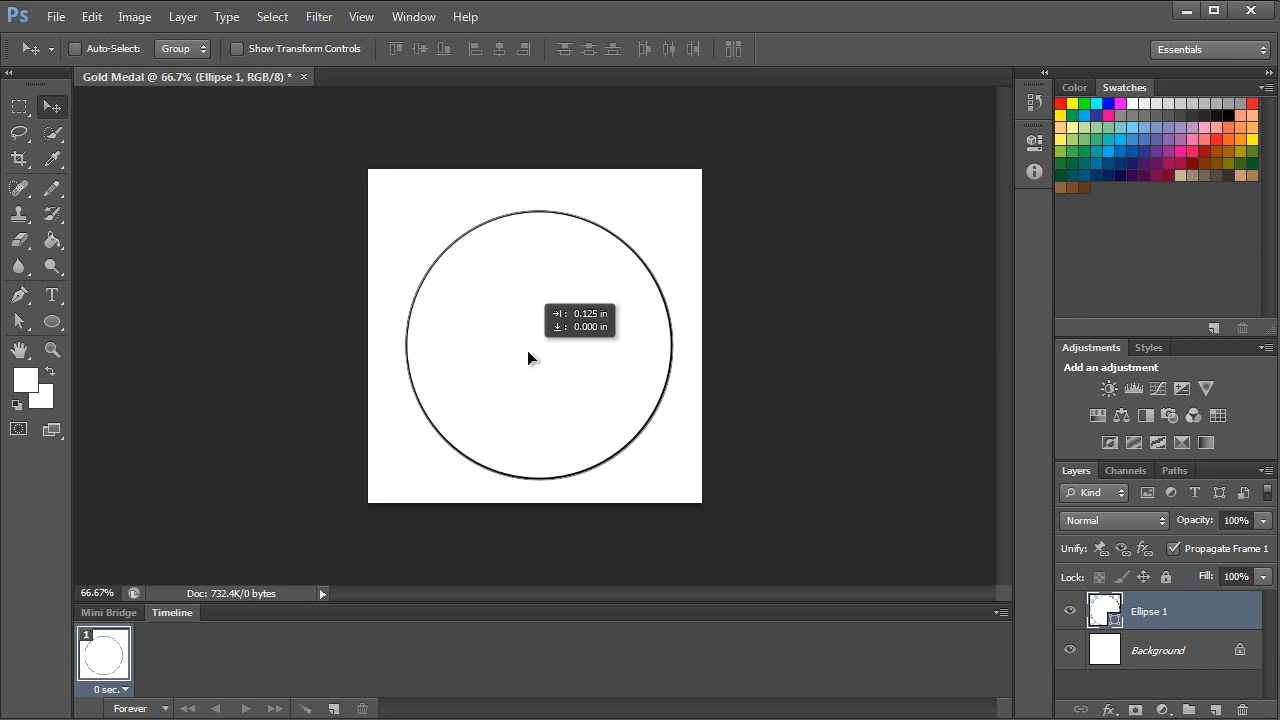 Ps File Edit Image Layer Type Select Filter View Window Help
Auto-Select: Group Show Transform Controls Essentials
Gold Medal @ 66.7% (Ellipse 1, RGB/8) * ×
Color Swatches
0.125 in
0.000 in
Adjustments Styles
Add an adjustment
Layers Channels Paths
Kind
Normal Opacity: 100%
Unify: Propagate Frame 1
Lock: Fill: 100%
Ellipse 1
Background
66.67% Doc: 732.4K/0 bytes
Mini Bridge Timeline
1
0 sec.
Forever